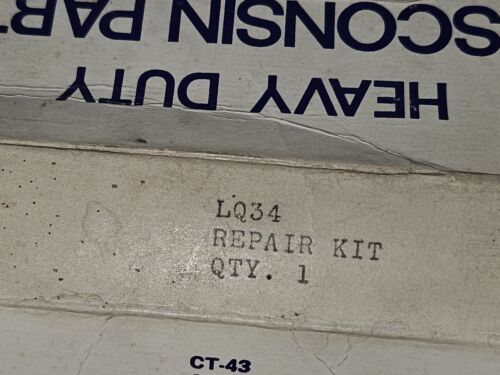 SCONSIN PAR
HEAVY DUTY
LQ34
REPAIR KIT
QTY. 1
CT-43